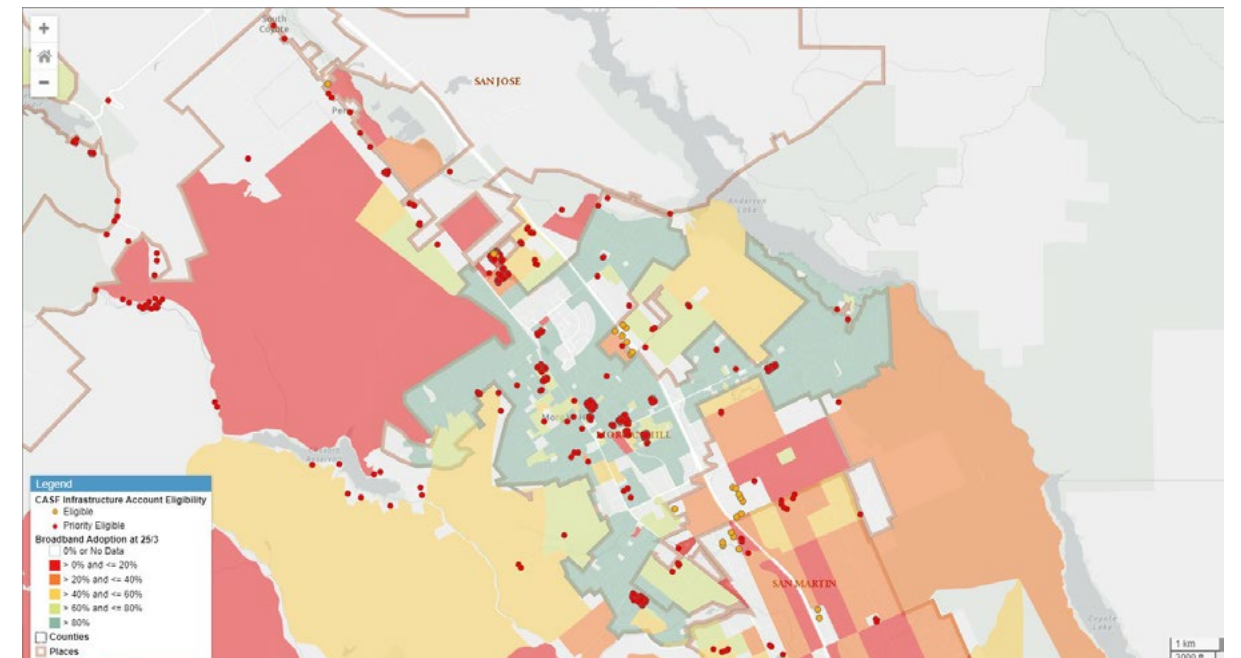 South
Coyote
+
−
SAN JOSE
Anderson
Lake
MORGAN HILL
Reservoir
SAN MARTIN
Coyote
Lake
Legend
CASF Infrastructure Account Eligibility
Eligible
Priority Eligible
Broadband Adoption at 25/3
0% or No Data
> 0% and <= 20%
> 20% and <= 40%
> 40% and <= 60%
> 60% and <= 80%
> 80%
Counties
Places
1 km